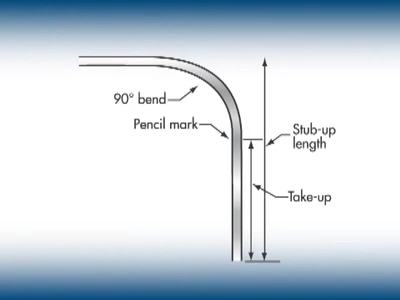 90° bend
Pencil mark
Stub-up
length
Take-up